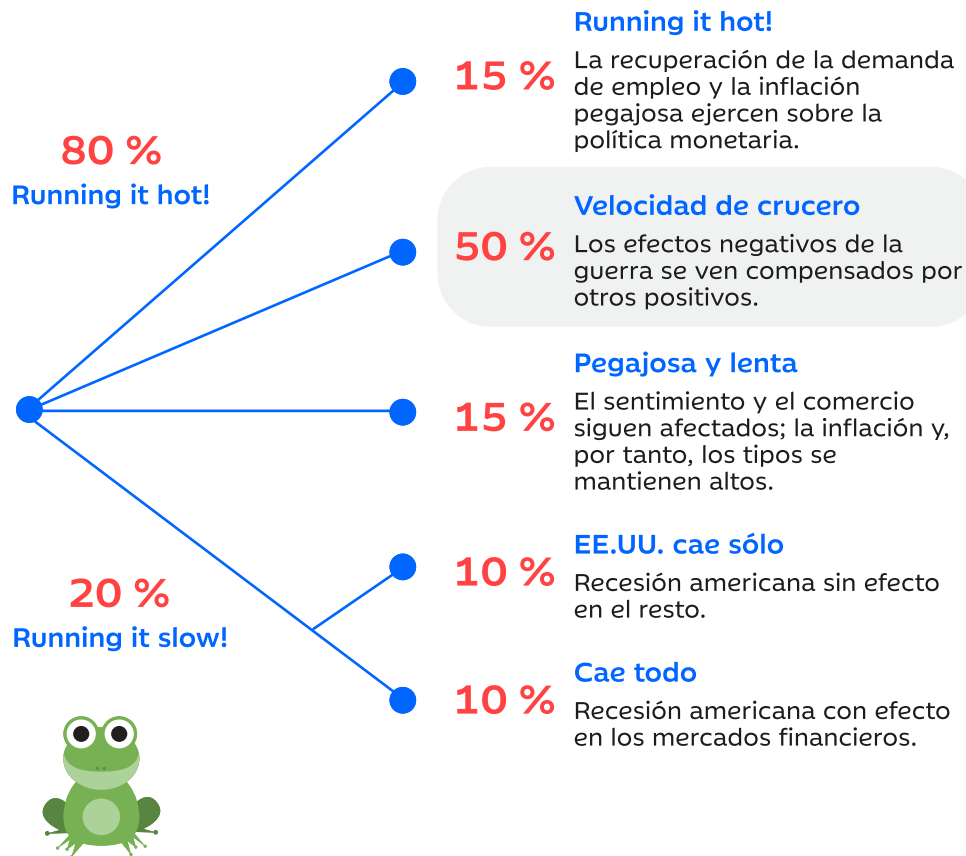 80 %
Running it hot!
20 %
Running it slow!
15 %
Running it hot!
La recuperación de la demanda
de empleo y la inflación
pegajosa ejercen sobre la
política monetaria.
50 %
Velocidad de crucero
Los efectos negativos de la
guerra se ven compensados por
otros positivos.
15 %
Pegajosa y lenta
El sentimiento y el comercio
siguen afectados; la inflación y,
por tanto, los tipos se
mantienen altos.
10 %
EE.UU. cae sólo
Recesión americana sin efecto
en el resto.
10 %
Cae todo
Recesión americana con efecto
en los mercados financieros.